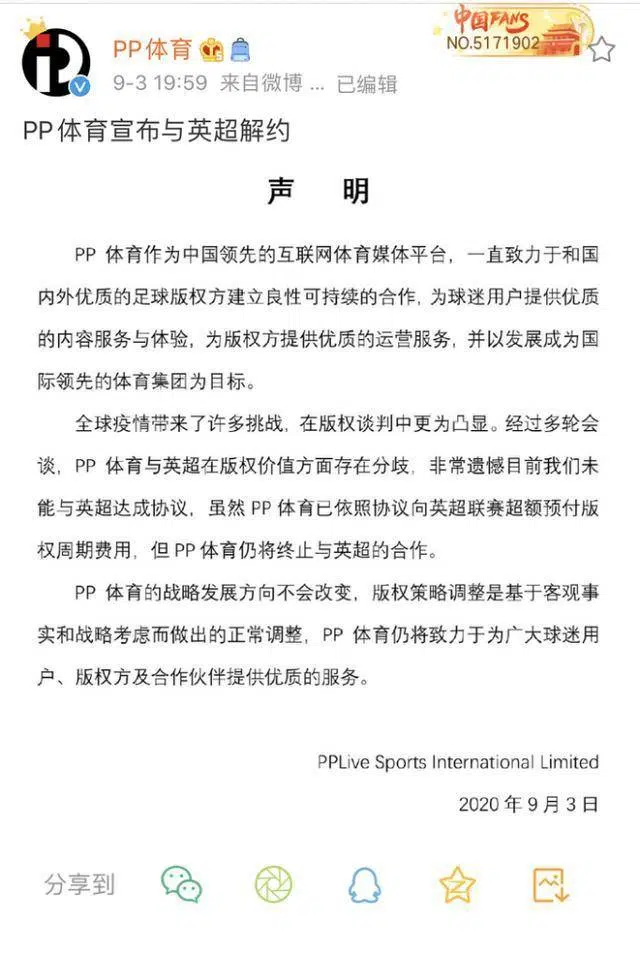 中国FANS
NO.5171902
PP体育
9-3 19:59 来自微博 ... 已编辑
PP体育宣布与英超解约
声 明
PP 体育作为中国领先的互联网体育媒体平台，一直致力于和国
内外优质的足球版权方建立良性可持续的合作，为球迷用户提供优质
的内容服务与体验，为版权方提供优质的运营服务，并以发展成为国
际领先的体育集团为目标。
全球疫情带来了许多挑战，在版权谈判中更为凸显。经过多轮会
谈，PP 体育与英超在版权价值方面存在分歧，非常遗憾目前我们未
能与英超达成协议，虽然 PP 体育已依照协议向英超联赛超额预付版
权周期费用，但 PP 体育仍将终止与英超的合作。
PP 体育的战略发展方向不会改变，版权策略调整是基于客观事
实和战略考虑而做出的正常调整，PP 体育仍将致力于为广大球迷用
户、版权方及合作伙伴提供优质的服务。
PPLive Sports International Limited
2020 年 9 月 3 日
分享到